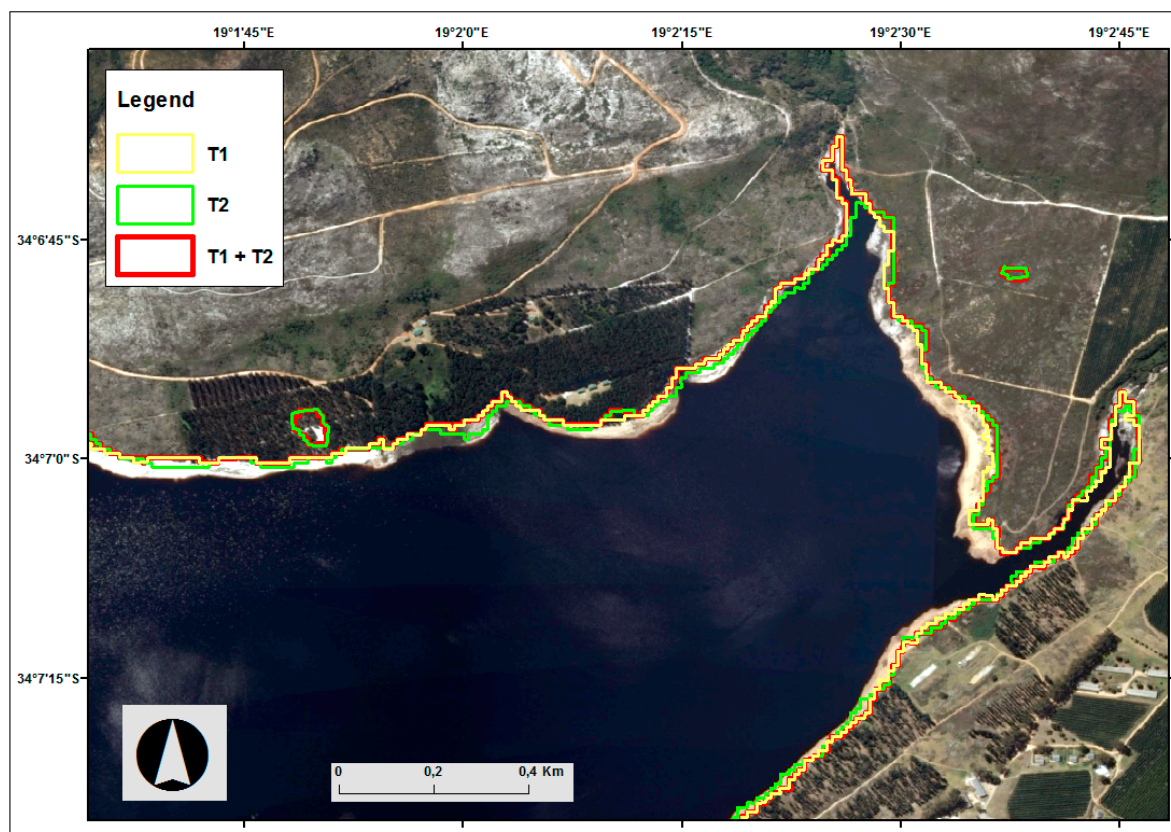 19°1'45"E 19°2'0"E 19°2'15"E 19°2'30"E 19°2'45"E
Legend
T1
T2
T1 + T2
34°6'45"S
34°7'0"S
34°7'15"S
0 0,2 0,4 Km